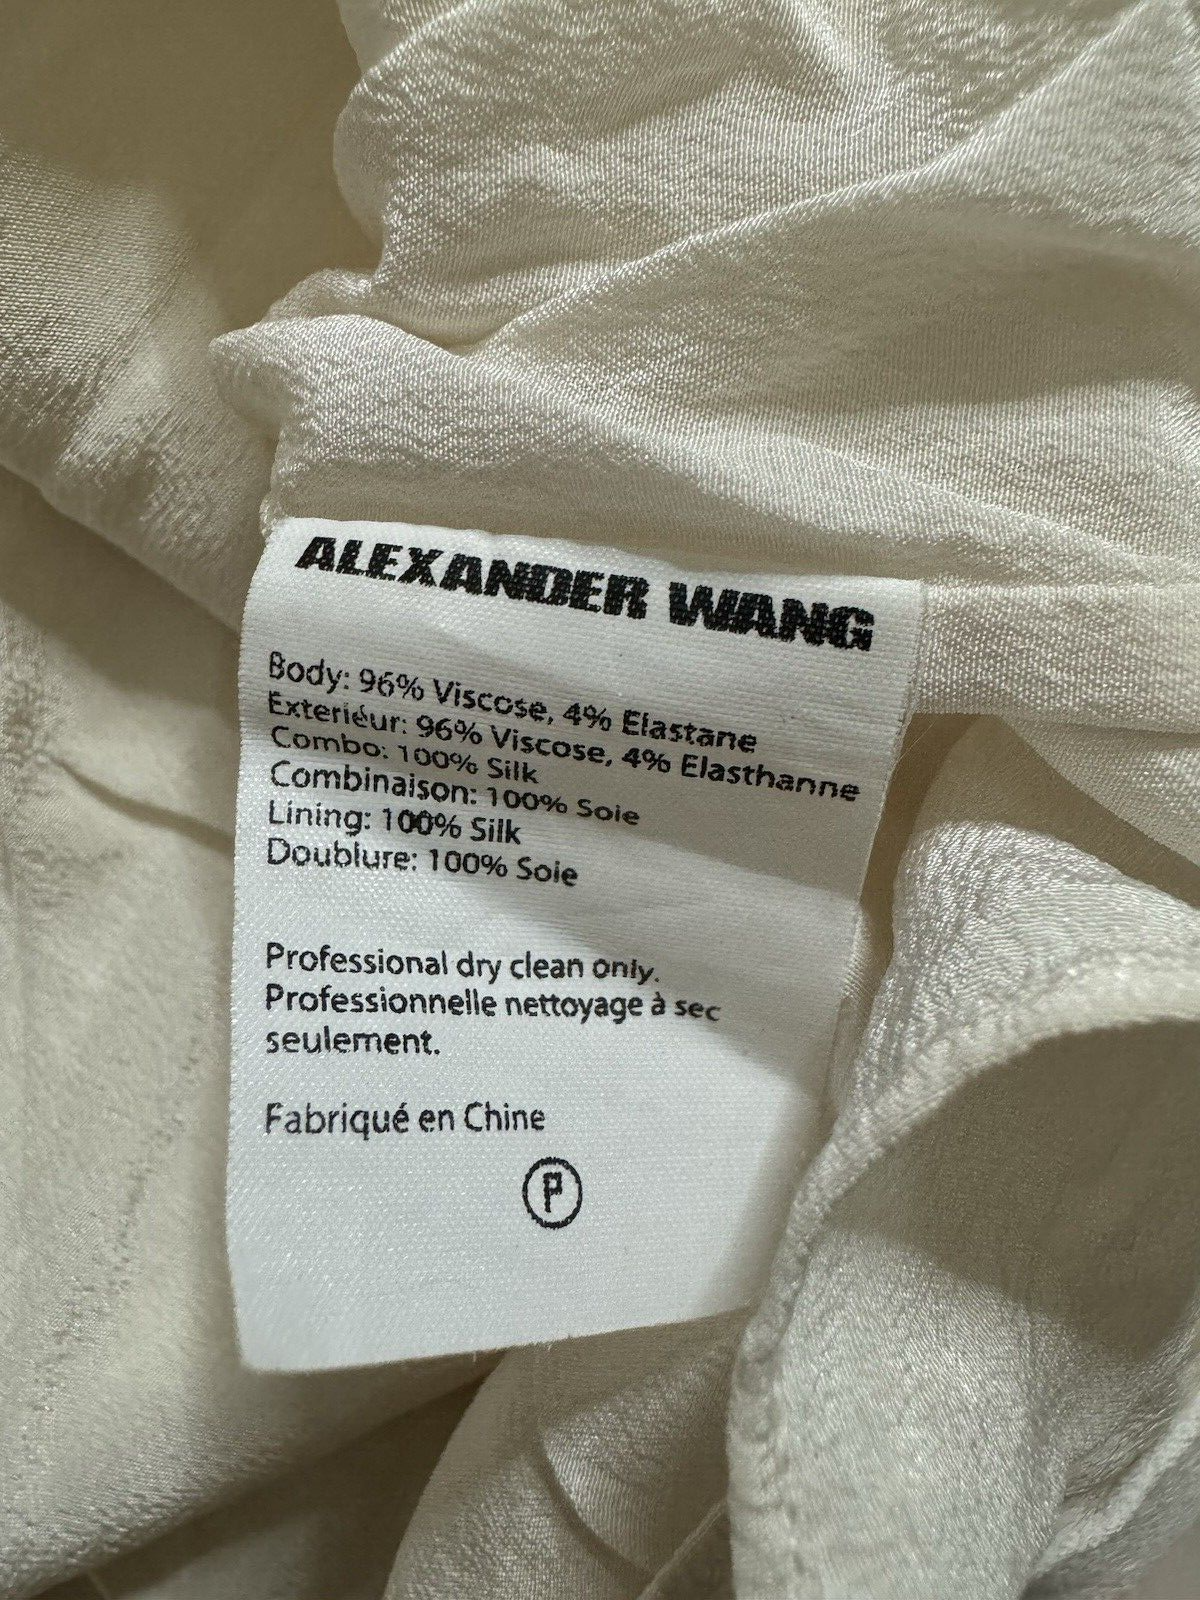 ALEXANDER WANG
Body: 96% Viscose, 4% Elastane
Exteriéur: 96% Viscose, 4% Elasthanne
Combo: 100% Silk
Combinaison: 100% Soie
Lining: 100% Silk
Doublure: 100% Soie
Professional dry clean only.
Professionnelle nettoyage à sec
seulement.
Fabriqué en Chine
P